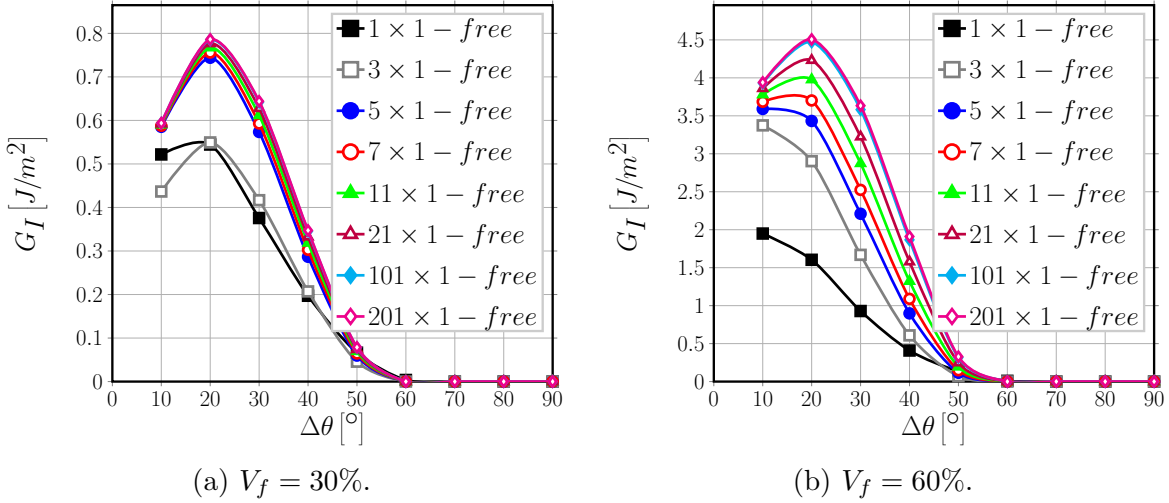 0.8
0.7
0.6
0.5
0.4
0.3
0.2
0.1
0
0 10 20 30 40 50 60 70 80 90
G_I [J/m²]
Δθ [°]
1 × 1 − free
3 × 1 − free
5 × 1 − free
7 × 1 − free
11 × 1 − free
21 × 1 − free
101 × 1 − free
201 × 1 − free
(a) V_f = 30%.
4.5
4
3.5
3
2.5
2
1.5
1
0.5
0
0 10 20 30 40 50 60 70 80 90
G_I [J/m²]
Δθ [°]
1 × 1 − free
3 × 1 − free
5 × 1 − free
7 × 1 − free
11 × 1 − free
21 × 1 − free
101 × 1 − free
201 × 1 − free
(b) V_f = 60%.